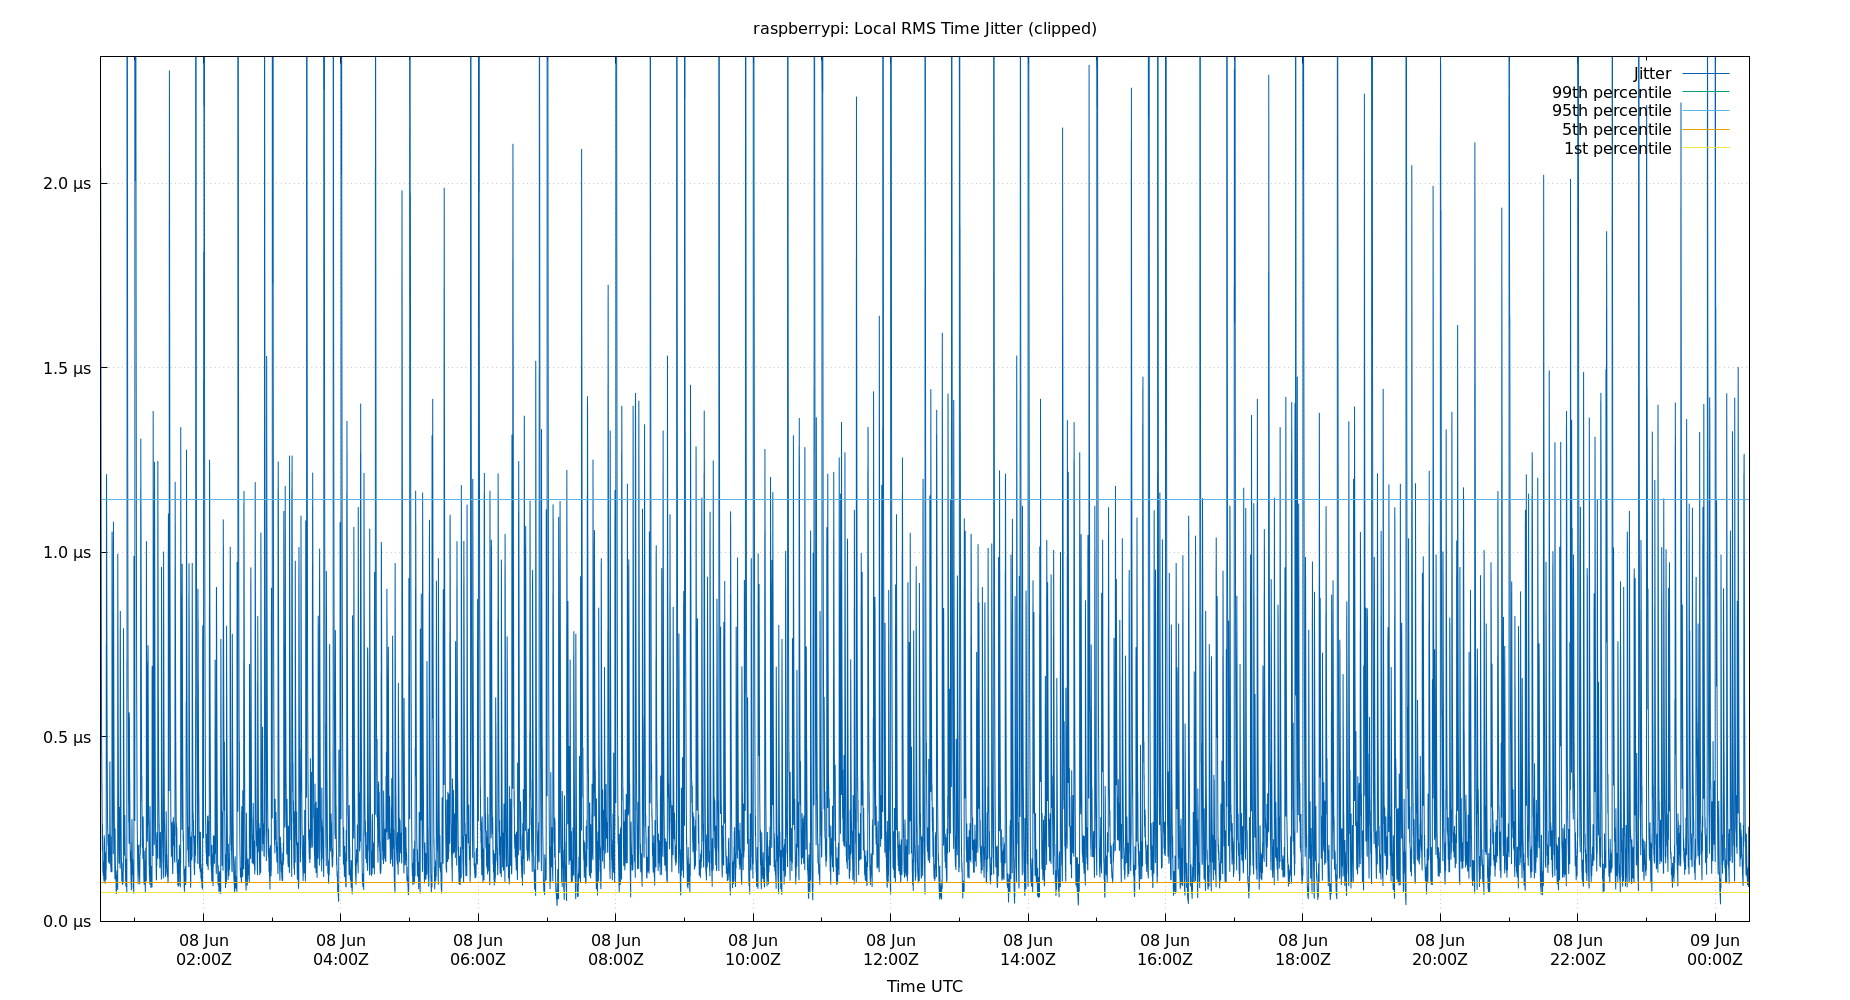 raspberrypi: Local RMS Time Jitter (clipped)
Jitter
99th percentile
95th percentile
5th percentile
1st percentile
2.0 µs
1.5 µs
1.0 µs
0.5 µs
0.0 µs
08 Jun 08 Jun 08 Jun 08 Jun 08 Jun 08 Jun 08 Jun 08 Jun 08 Jun 08 Jun 08 Jun 09 Jun
02:00Z 04:00Z 06:00Z 08:00Z 10:00Z 12:00Z 14:00Z 16:00Z 18:00Z 20:00Z 22:00Z 00:00Z
Time UTC